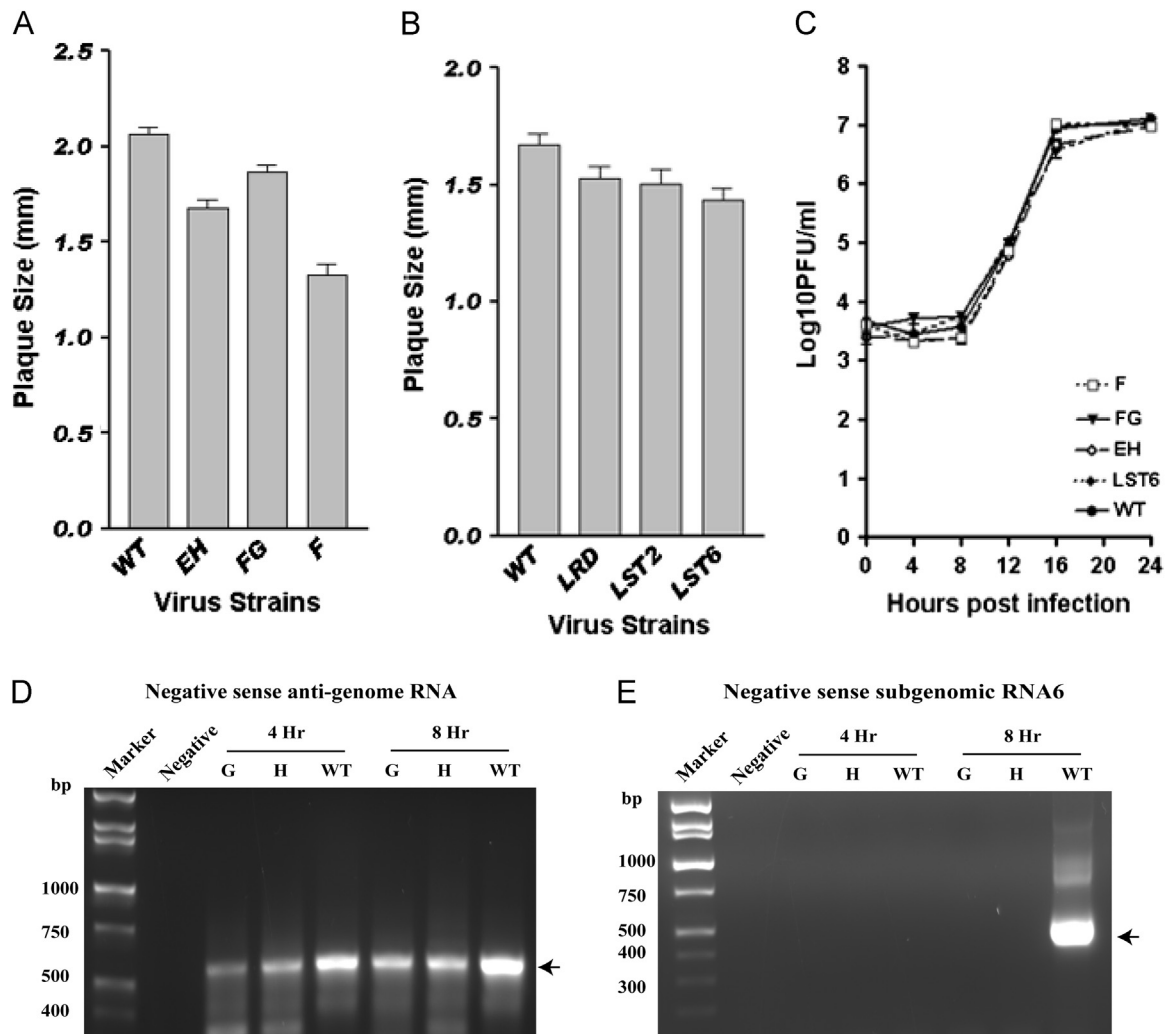 A
2.5
2.0
1.5
1.0
0.5
0.0
Plaque Size (mm)
WT EH FG F
Virus Strains
B
2.0
1.5
1.0
0.5
0.0
Plaque Size (mm)
WT LRD LST2 LST6
Virus Strains
C
8
7
6
5
4
3
2
1
0
Log10PFU/ml
F
FG
EH
LST6
WT
0 4 8 12 16 20 24
Hours post infection
D
Negative sense anti-genome RNA
Marker Negative 4 Hr 8 Hr
G H WT G H WT
bp
1000
750
500
400
E
Negative sense subgenomic RNA6
Marker Negative 4 Hr 8 Hr
G H WT G H WT
bp
1000
750
500
400
300